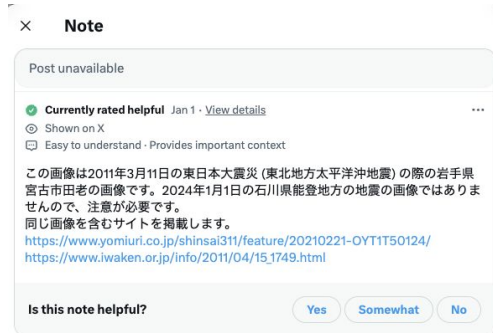 Note
Post unavailable
Currently rated helpful Jan 1 · View details
Shown on X
Easy to understand · Provides important context
この画像は2011年3月11日の東日本大震災 (東北地方太平洋沖地震) の際の岩手県
宮古市田老の画像です。2024年1月1日の石川県能登地方の地震の画像ではありま
せんので、注意が必要です。
同じ画像を含むサイトを掲載します。
https://www.yomiuri.co.jp/shinsai311/feature/20210221-OYT1T50124/
https://www.iwaken.or.jp/info/2011/04/15_1749.html
Is this note helpful?
Yes
Somewhat
No